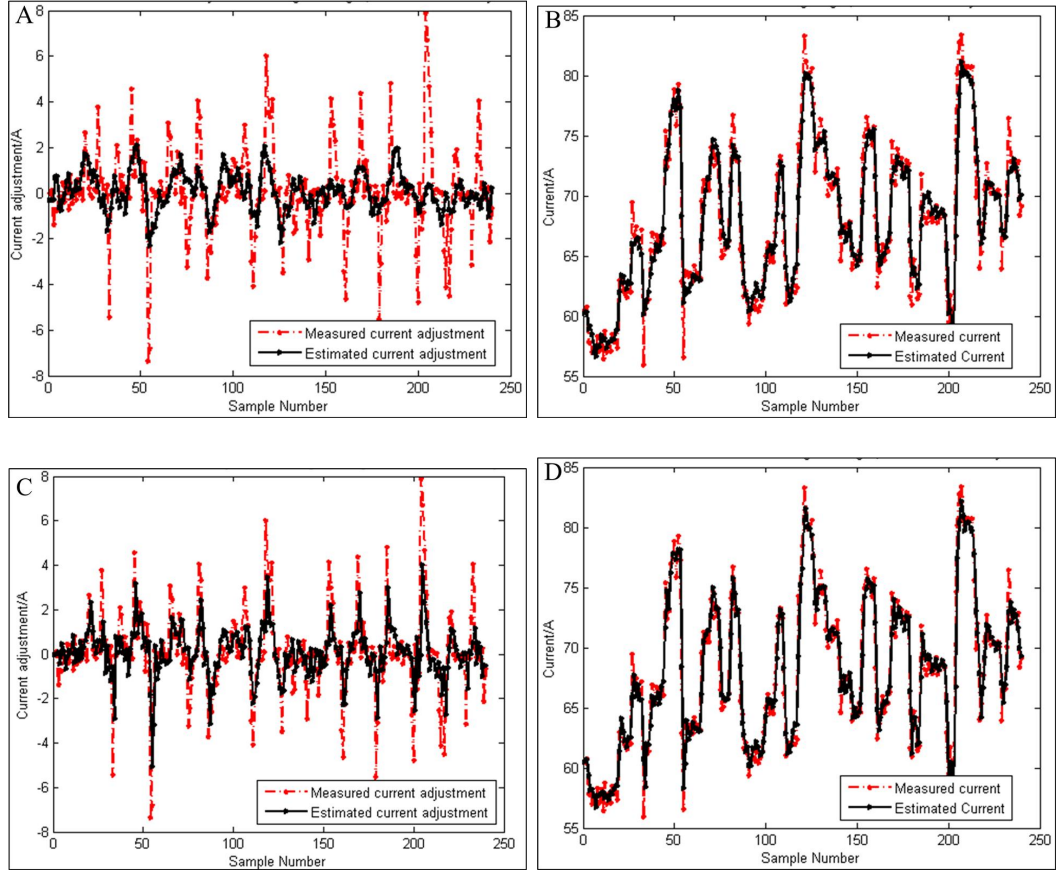 A
8
6
4
2
0
-2
-4
-6
-8
Current adjustment/A
0 50 100 150 200 250
Sample Number
Measured current adjustment
Estimated current adjustment
B
85
80
75
70
65
60
55
Current/A
0 50 100 150 200 250
Sample Number
Measured current
Estimated Current
C
8
6
4
2
0
-2
-4
-6
-8
Current adjustment/A
0 50 100 150 200 250
Sample Number
Measured current adjustment
Estimated current adjustment
D
85
80
75
70
65
60
55
Current/A
0 50 100 150 200 250
Sample Number
Measured current
Estimated Current